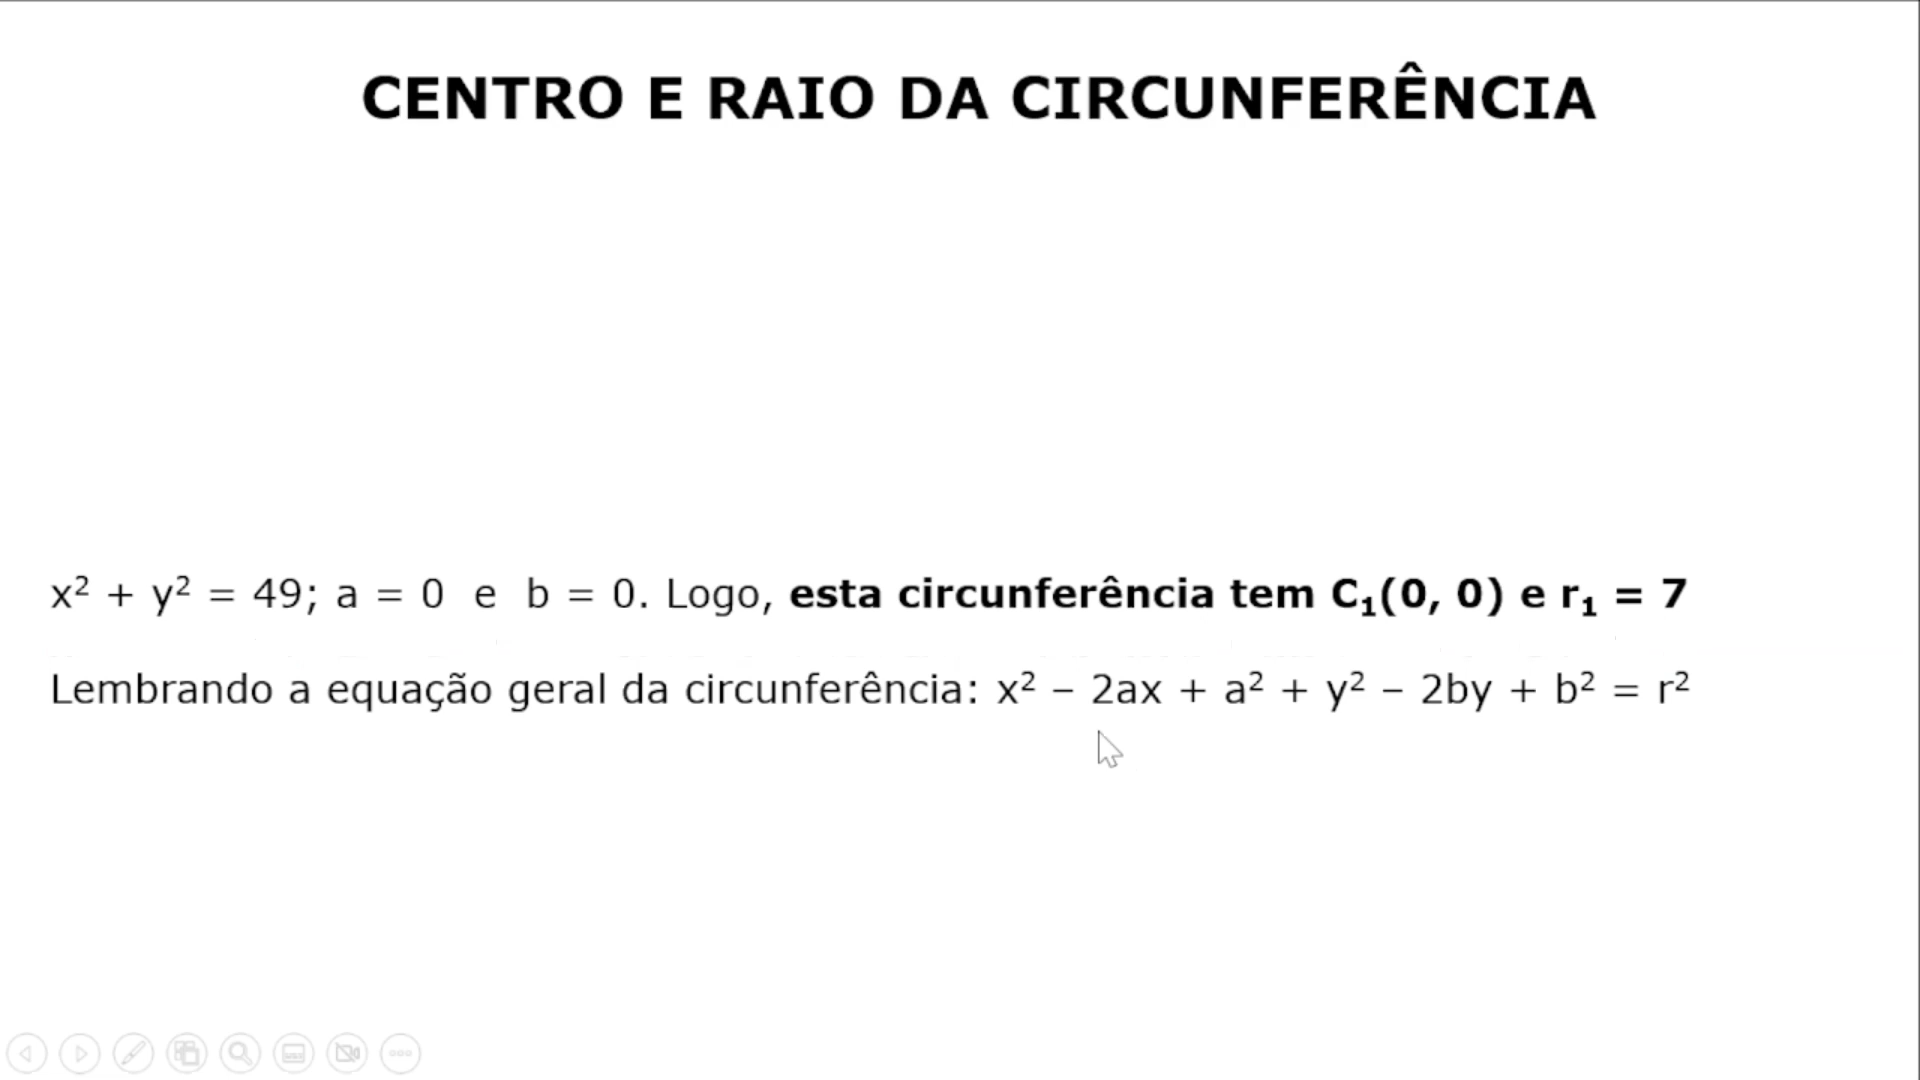 CENTRO E RAIO DA CIRCUNFERÊNCIA
x² + y² = 49; a = 0 e b = 0. Logo, esta circunferência tem C₁(0, 0) e r₁ = 7
Lembrando a equação geral da circunferência: x² – 2ax + a² + y² – 2by + b² = r²